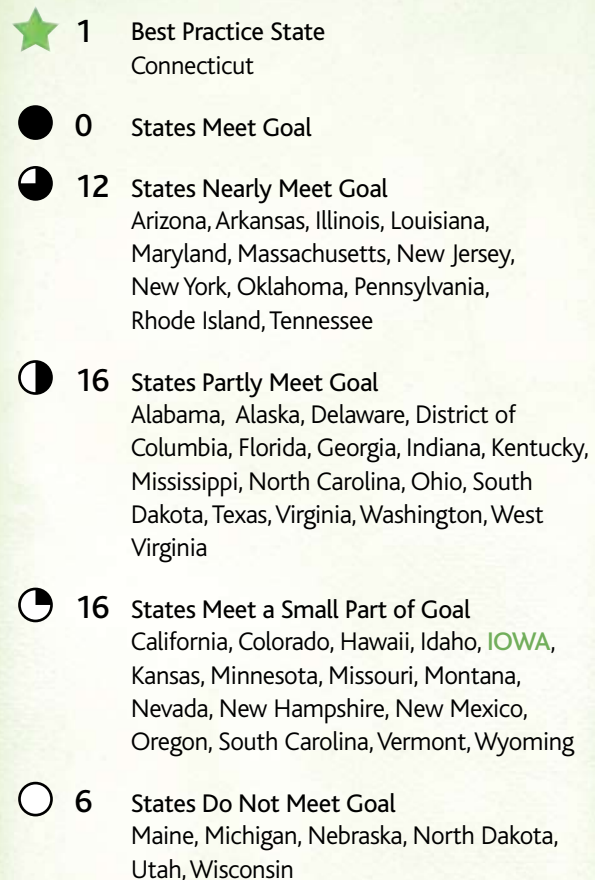 1 Best Practice State
Connecticut
0 States Meet Goal
12 States Nearly Meet Goal
Arizona, Arkansas, Illinois, Louisiana,
Maryland, Massachusetts, New Jersey,
New York, Oklahoma, Pennsylvania,
Rhode Island, Tennessee
16 States Partly Meet Goal
Alabama, Alaska, Delaware, District of
Columbia, Florida, Georgia, Indiana, Kentucky,
Mississippi, North Carolina, Ohio, South
Dakota, Texas, Virginia, Washington, West
Virginia
16 States Meet a Small Part of Goal
California, Colorado, Hawaii, Idaho, IOWA,
Kansas, Minnesota, Missouri, Montana,
Nevada, New Hampshire, New Mexico,
Oregon, South Carolina, Vermont, Wyoming
6 States Do Not Meet Goal
Maine, Michigan, Nebraska, North Dakota,
Utah, Wisconsin